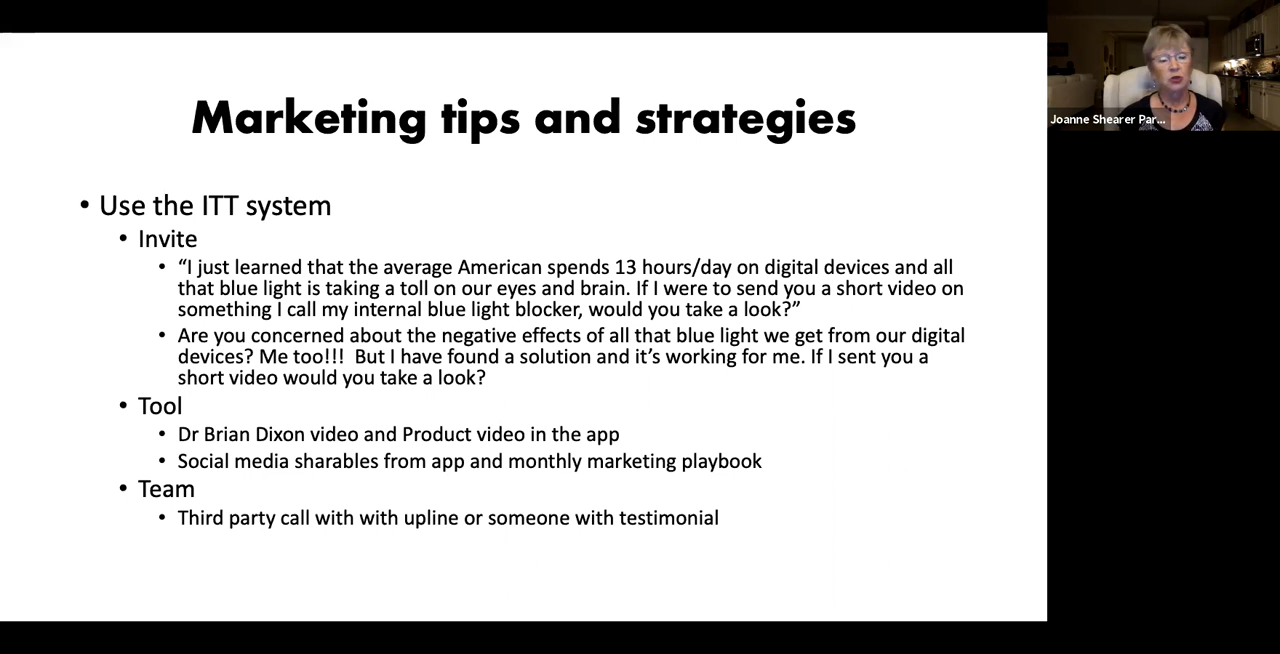 Marketing tips and strategies
Joanne Shearer Par...
• Use the ITT system
• Invite
• “I just learned that the average American spends 13 hours/day on digital devices and all
that blue light is taking a toll on our eyes and brain. If I were to send you a short video on
something I call my internal blue light blocker, would you take a look?”
• Are you concerned about the negative effects of all that blue light we get from our digital
devices? Me too!!!  But I have found a solution and it’s working for me. If I sent you a
short video would you take a look?
• Tool
• Dr Brian Dixon video and Product video in the app
• Social media sharables from app and monthly marketing playbook
• Team
• Third party call with with upline or someone with testimonial